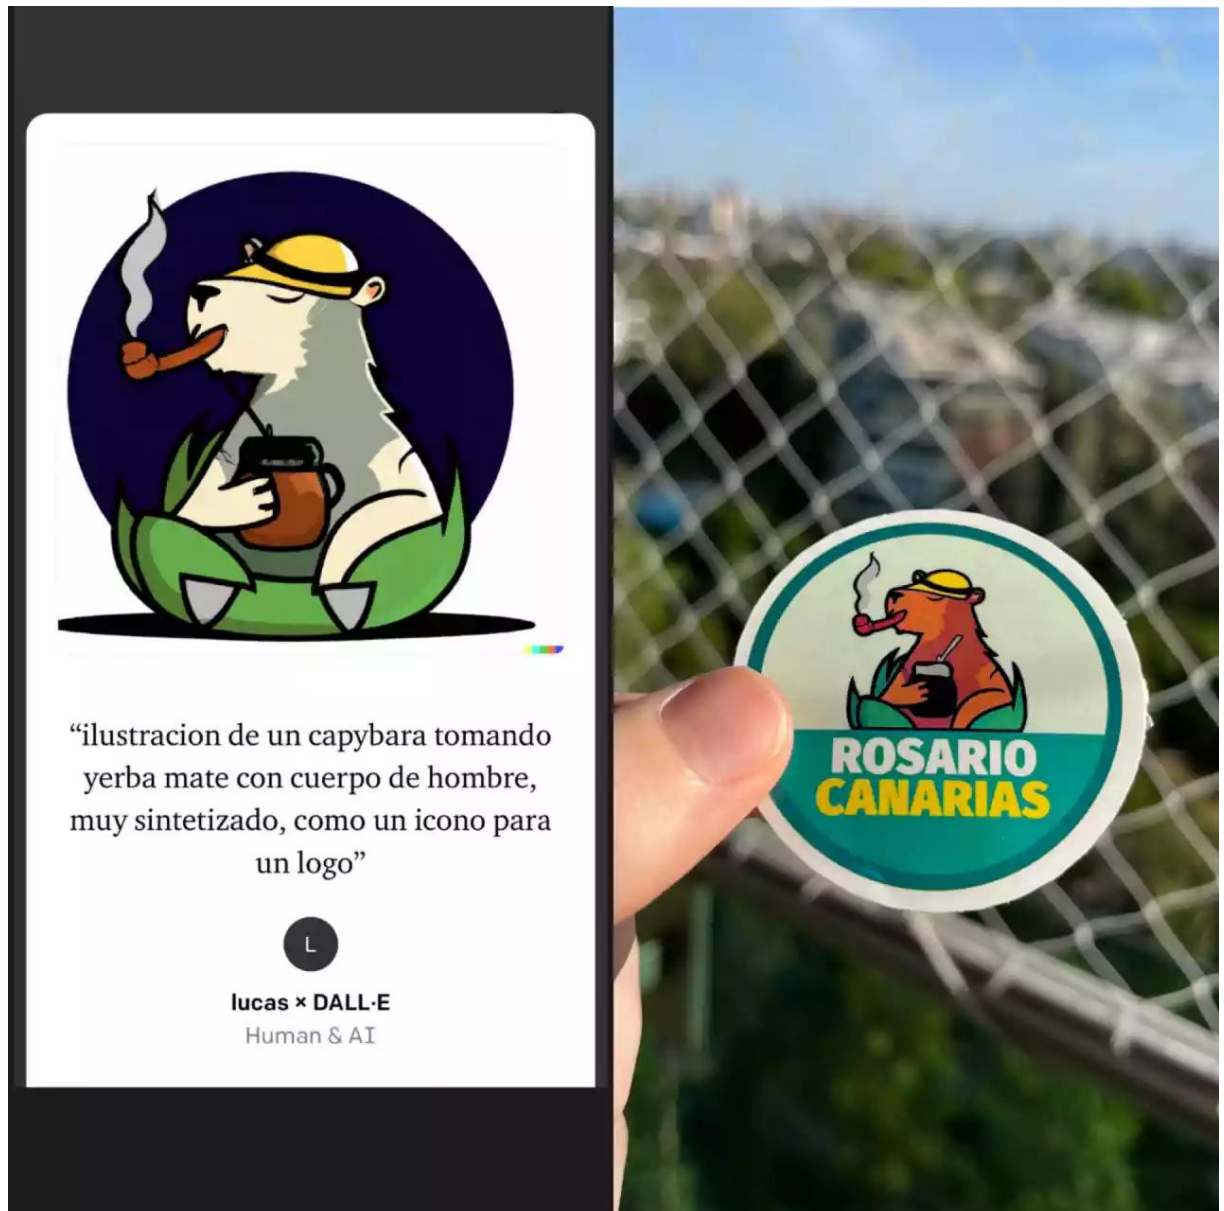 “ilustracion de un capybara tomando
yerba mate con cuerpo de hombre,
muy sintetizado, como un icono para
un logo”
L
lucas × DALL·E
Human & AI
ROSARIO
CANARIAS